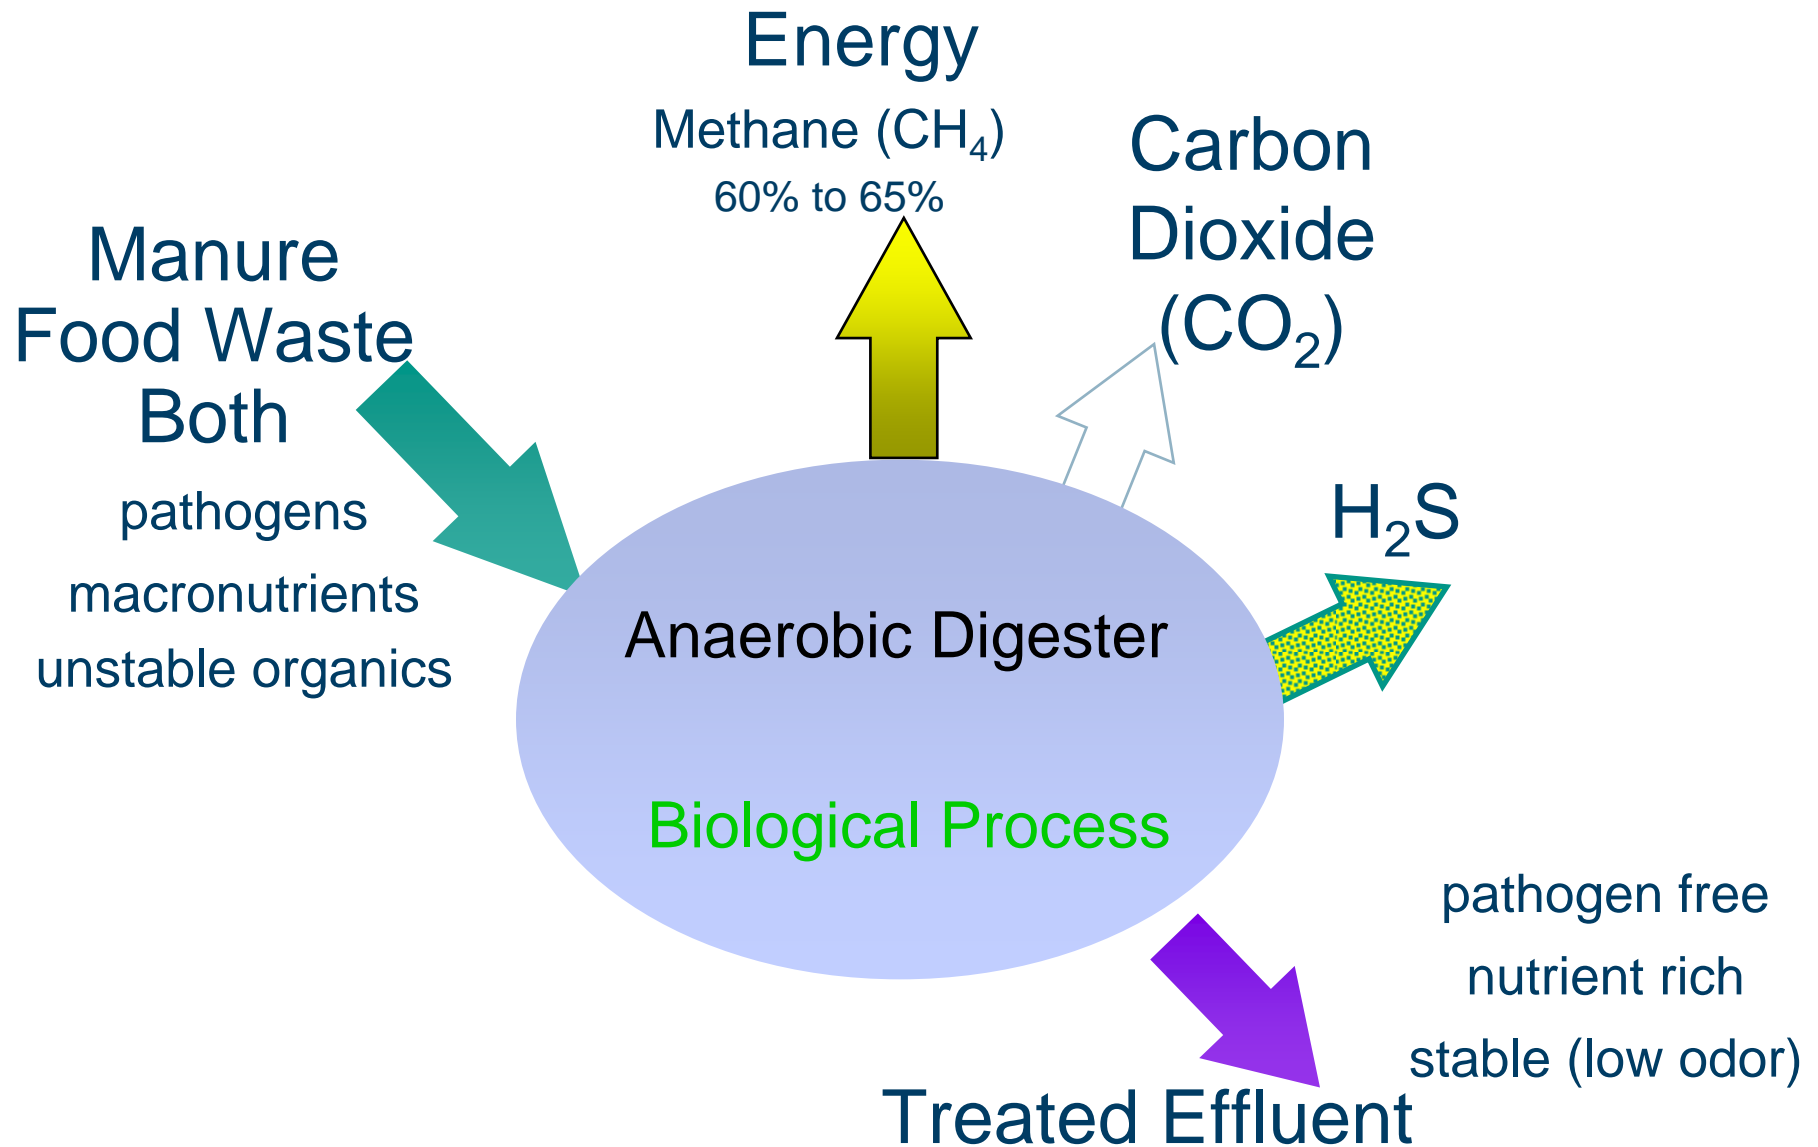 Energy
Methane (CH₄)
60% to 65%
Carbon
Dioxide
(CO₂)
Manure
Food Waste
Both
pathogens
macronutrients
unstable organics
H₂S
Anaerobic Digester
Biological Process
pathogen free
nutrient rich
stable (low odor)
Treated Effluent